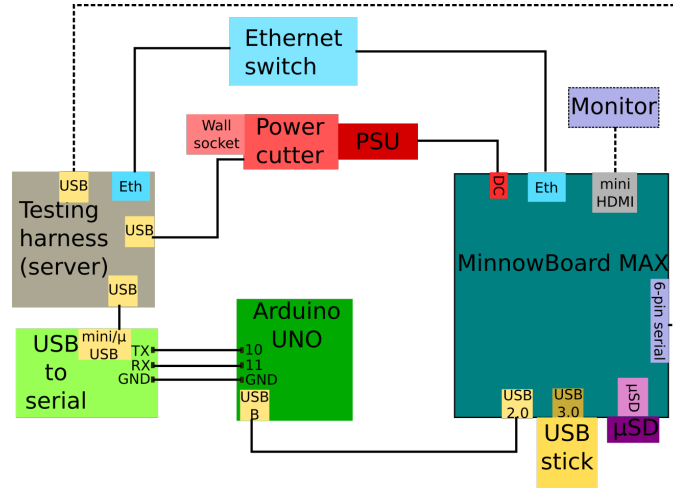 Ethernet
switch
Monitor
Wall
socket
Power
cutter
PSU
USB
Eth
DC
Eth
mini
HDMI
Testing
harness
(server)
USB
MinnowBoard MAX
USB
6-pin serial
mini/μ
USB
USB
to
serial
TX
RX
GND
Arduino
UNO
10
11
GND
USB
B
USB
2.0
USB
3.0
μSD
USB
stick
μSD